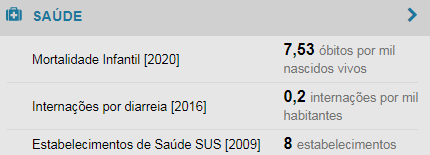 SAÚDE
Mortalidade Infantil [2020] 7,53 óbitos por mil
nascidos vivos
Internações por diarreia [2016] 0,2 internações por mil
habitantes
Estabelecimentos de Saúde SUS [2009] 8 estabelecimentos